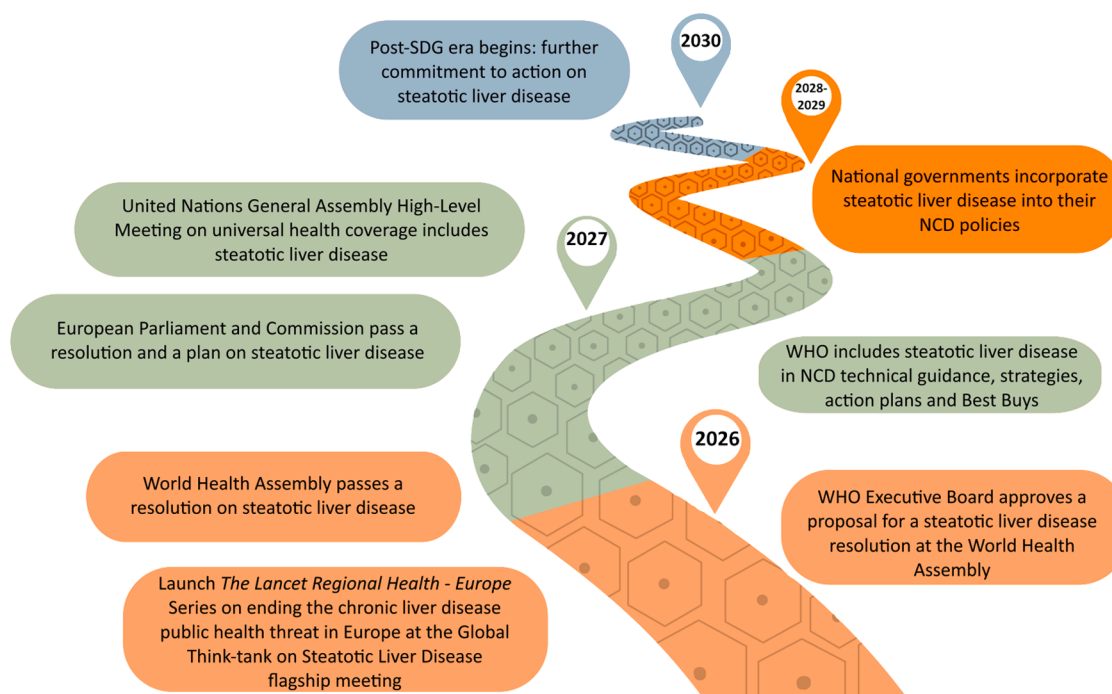 2030
Post-SDG era begins: further
commitment to action on
steatotic liver disease
2028-
2029
National governments incorporate
steatotic liver disease into their
NCD policies
United Nations General Assembly High-Level
Meeting on universal health coverage includes
steatotic liver disease
2027
European Parliament and Commission pass a
resolution and a plan on steatotic liver disease
WHO includes steatotic liver disease
in NCD technical guidance, strategies,
action plans and Best Buys
2026
World Health Assembly passes a
resolution on steatotic liver disease
WHO Executive Board approves a
proposal for a steatotic liver disease
resolution at the World Health
Assembly
Launch The Lancet Regional Health - Europe
Series on ending the chronic liver disease
public health threat in Europe at the Global
Think-tank on Steatotic Liver Disease
flagship meeting